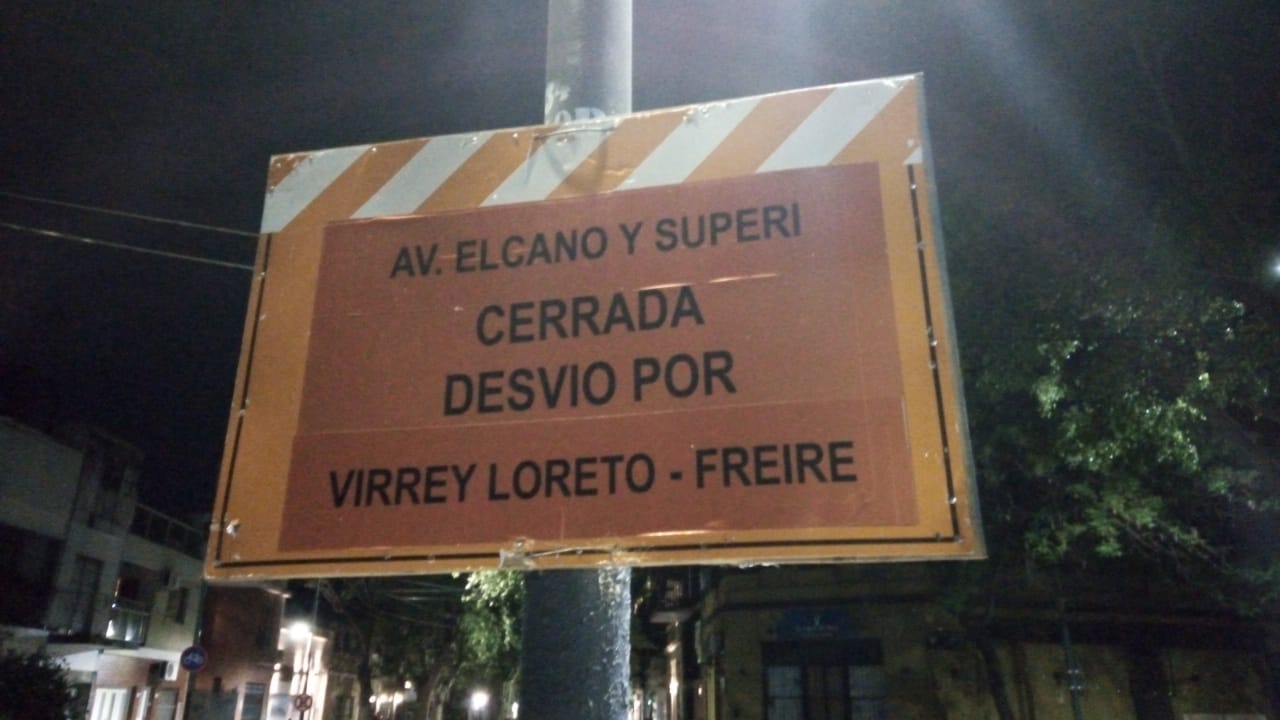 AV. ELCANO Y SUPERI
CERRADA
DESVIO POR
VIRREY LORETO - FREIRE